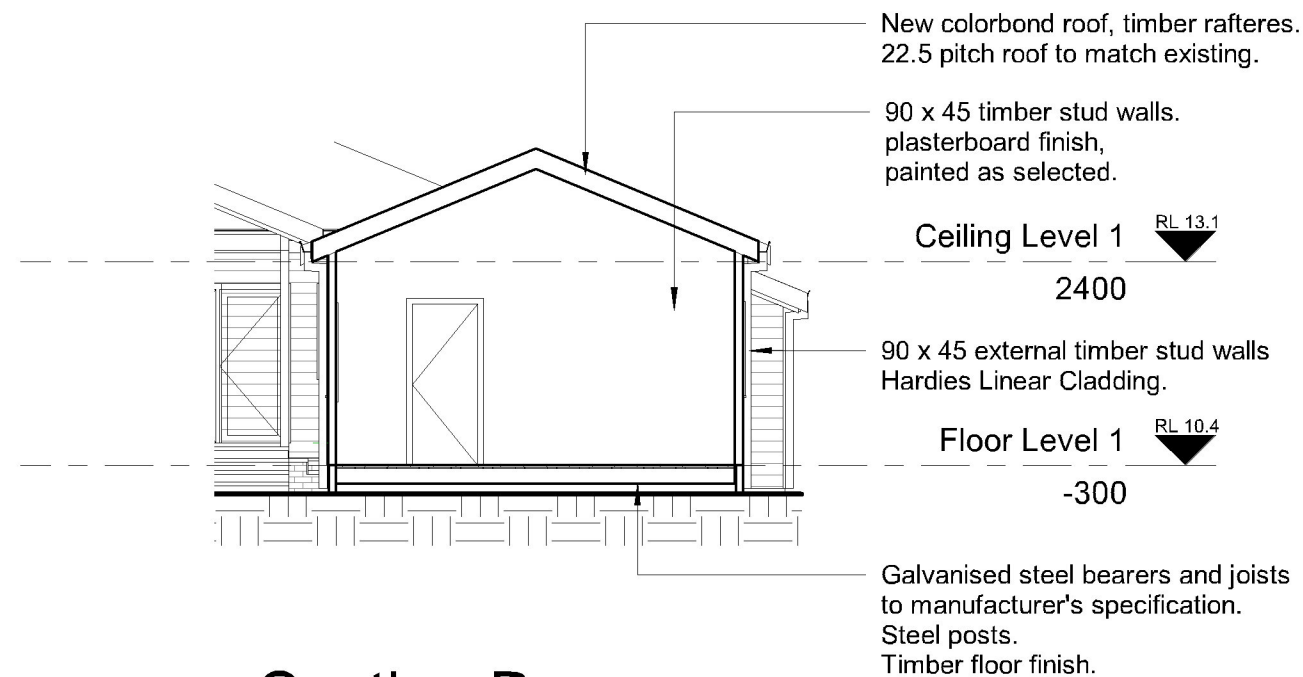 New colorbond roof, timber rafteres.
22.5 pitch roof to match existing.
90 x 45 timber stud walls.
plasterboard finish,
painted as selected.
Ceiling Level 1
RL 13.1
2400
90 x 45 external timber stud walls
Hardies Linear Cladding.
Floor Level 1
RL 10.4
-300
Galvanised steel bearers and joists
to manufacturer's specification.
Steel posts.
Timber floor finish.